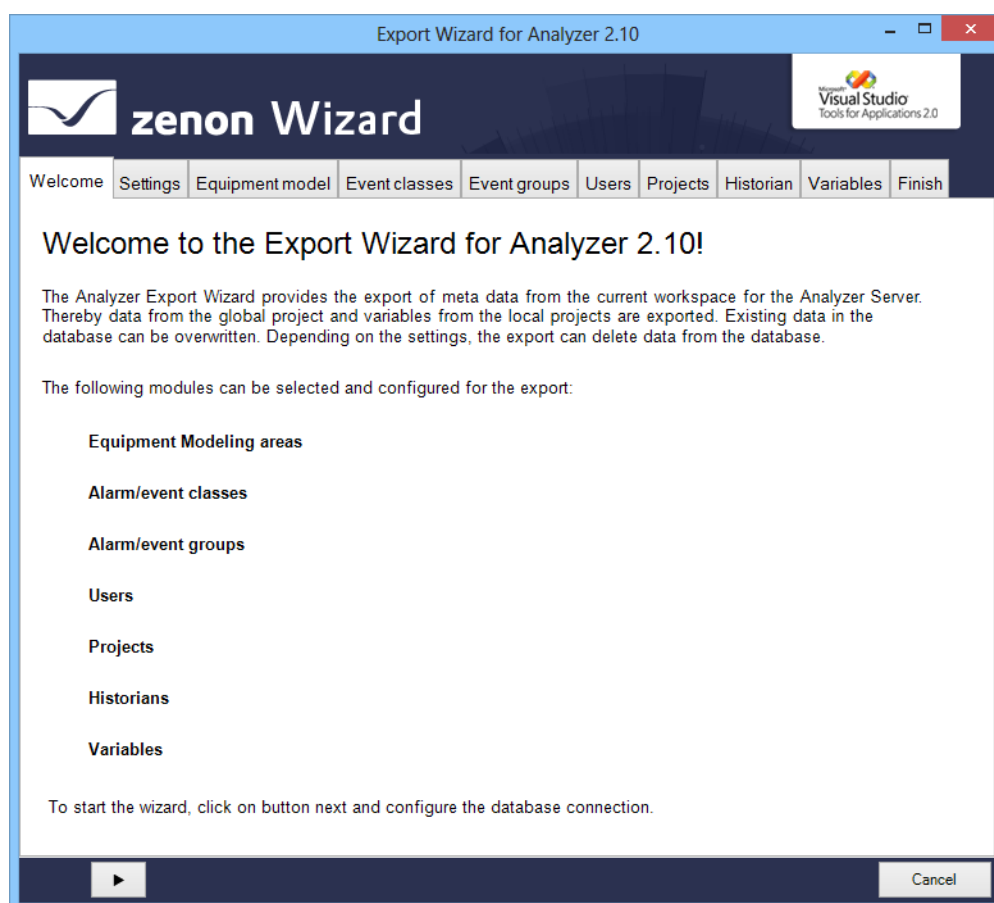 Export Wizard for Analyzer 2.10
zenon Wizard
Microsoft
Visual Studio
Tools for Applications 2.0
Welcome Settings Equipment model Event classes Event groups Users Projects Historian Variables Finish
Welcome to the Export Wizard for Analyzer 2.10!
The Analyzer Export Wizard provides the export of meta data from the current workspace for the Analyzer Server.
Thereby data from the global project and variables from the local projects are exported. Existing data in the
database can be overwritten. Depending on the settings, the export can delete data from the database.
The following modules can be selected and configured for the export:
Equipment Modeling areas
Alarm/event classes
Alarm/event groups
Users
Projects
Historians
Variables
To start the wizard, click on button next and configure the database connection.
Cancel